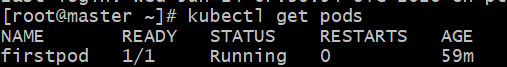 [root@master ~]# kubectl get pods
NAME READY STATUS RESTARTS AGE
firstpod 1/1 Running 0 59m